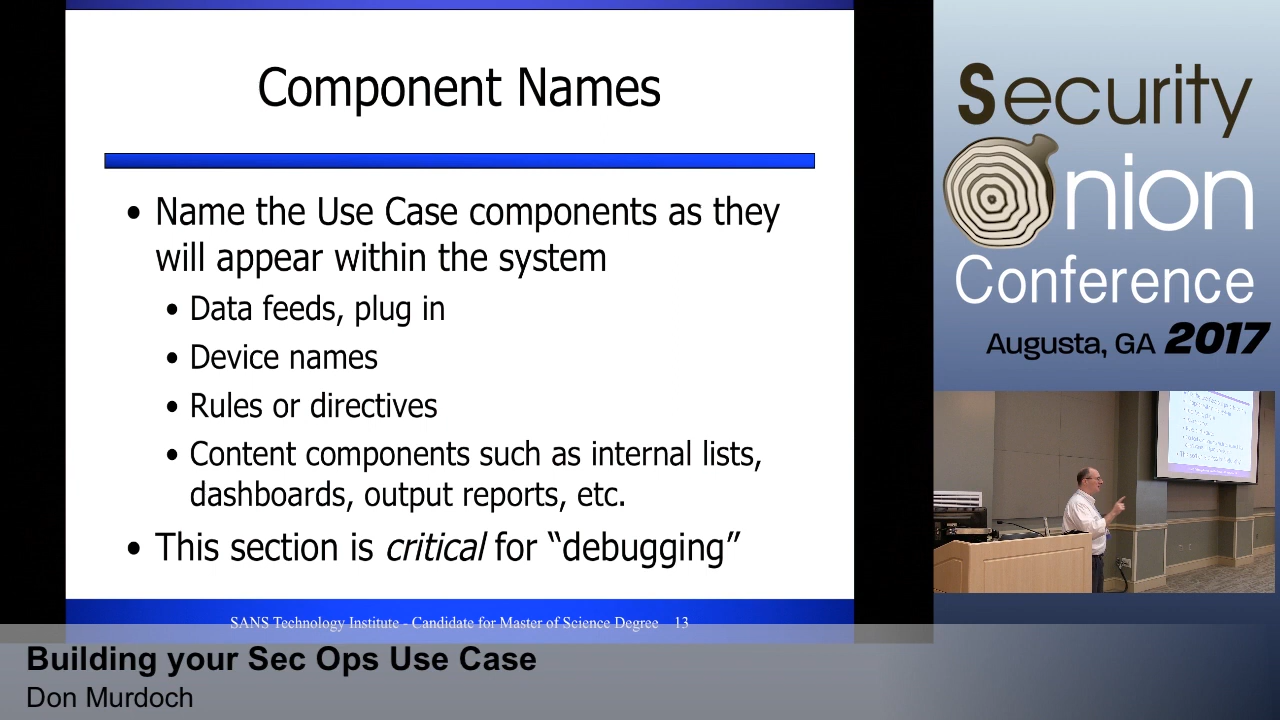 Component Names
• Name the Use Case components as they
will appear within the system
• Data feeds, plug in
• Device names
• Rules or directives
• Content components such as internal lists,
dashboards, output reports, etc.
• This section is critical for “debugging”
SANS Technology Institute - Candidate for Master of Science Degree 13
Security
Onion
Conference
Augusta, GA 2017
Building your Sec Ops Use Case
Don Murdoch